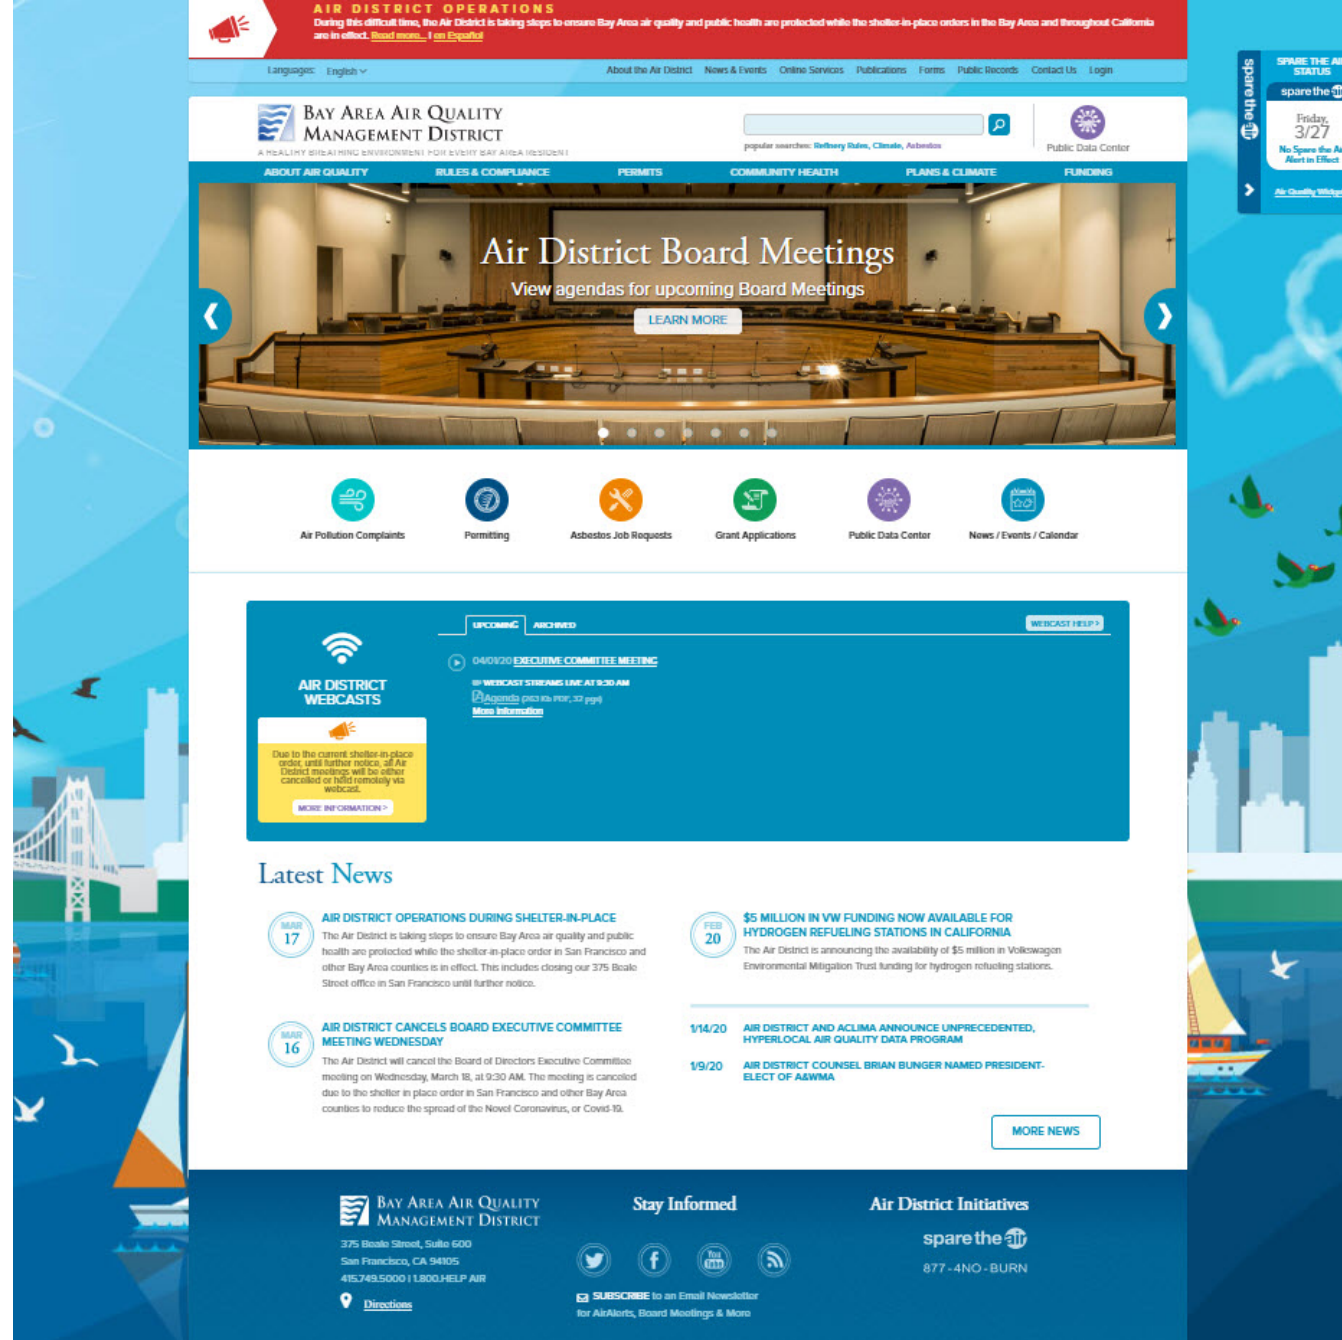 AIR DISTRICT OPERATIONS
During this difficult time, the Air District is taking steps to ensure Bay Area air quality and public health are protected while the shelter-in-place orders in the Bay Area and throughout California
are in effect. Read more... | en Español
Languages: English
About the Air District News & Events Online Services Publications Forms Public Records Contact Us Login
BAY AREA AIR QUALITY
MANAGEMENT DISTRICT
A HEALTHY BREATHING ENVIRONMENT FOR EVERY BAY AREA RESIDENT
popular searches: Refinery Rules, Climate, Asbestos
Public Data Center
spare the air
SPARE THE AIR
STATUS
spare the air
Friday,
3/27
No Spare the Air
Alert in Effect
Air Quality Widget
ABOUT AIR QUALITY RULES & COMPLIANCE PERMITS COMMUNITY HEALTH PLANS & CLIMATE FUNDING
Air District Board Meetings
View agendas for upcoming Board Meetings
LEARN MORE
Air Pollution Complaints Permitting Asbestos Job Requests Grant Applications Public Data Center News / Events / Calendar
AIR DISTRICT
WEBCASTS
Due to the current shelter-in-place
order, until further notice, all Air
District meetings will be either
cancelled or held remotely via
webcast.
MORE INFORMATION >
UPCOMING ARCHIVED
WEBCAST HELP >
04/01/20 EXECUTIVE COMMITTEE MEETING
WEBCAST STREAMS LIVE AT 9:30 AM
Agenda (263 Kb PDF, 32 pgs)
More Information
Latest News
MAR
17
AIR DISTRICT OPERATIONS DURING SHELTER-IN-PLACE
The Air District is taking steps to ensure Bay Area air quality and public
health are protected while the shelter-in-place order in San Francisco and
other Bay Area counties is in effect. This includes closing our 375 Beale
Street office in San Francisco until further notice.
MAR
16
AIR DISTRICT CANCELS BOARD EXECUTIVE COMMITTEE
MEETING WEDNESDAY
The Air District will cancel the Board of Directors Executive Committee
meeting on Wednesday, March 18, at 9:30 AM. The meeting is canceled
due to the shelter in place order in San Francisco and other Bay Area
counties to reduce the spread of the Novel Coronavirus, or Covid-19.
FEB
20
$5 MILLION IN VW FUNDING NOW AVAILABLE FOR
HYDROGEN REFUELING STATIONS IN CALIFORNIA
The Air District is announcing the availability of $5 million in Volkswagen
Environmental Mitigation Trust funding for hydrogen refueling stations.
1/14/20 AIR DISTRICT AND ACLIMA ANNOUNCE UNPRECEDENTED,
HYPERLOCAL AIR QUALITY DATA PROGRAM
1/9/20 AIR DISTRICT COUNSEL BRIAN BUNGER NAMED PRESIDENT-
ELECT OF A&WMA
MORE NEWS
BAY AREA AIR QUALITY
MANAGEMENT DISTRICT
375 Beale Street, Suite 600
San Francisco, CA 94105
415.749.5000 | 1.800.HELP AIR
Directions
Stay Informed
You
Tube
SUBSCRIBE to an Email Newsletter
for AirAlerts, Board Meetings & More
Air District Initiatives
spare the air
877-4NO-BURN